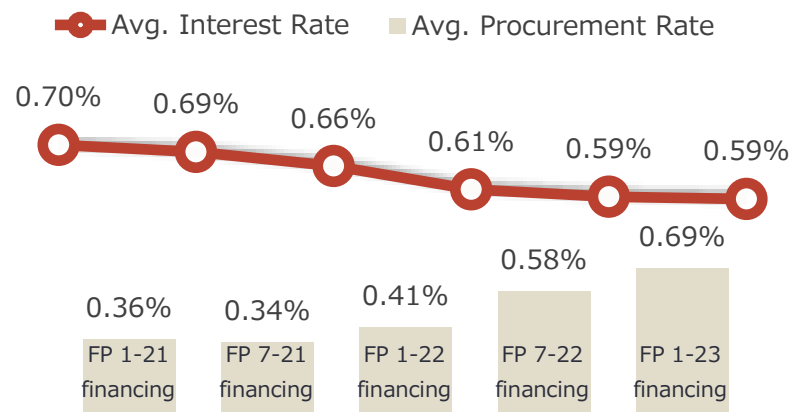 Avg. Interest Rate Avg. Procurement Rate
0.70% 0.69% 0.66% 0.61% 0.59% 0.59%
0.36% 0.34% 0.41% 0.58% 0.69%
FP 1-21 FP 7-21 FP 1-22 FP 7-22 FP 1-23
financing financing financing financing financing